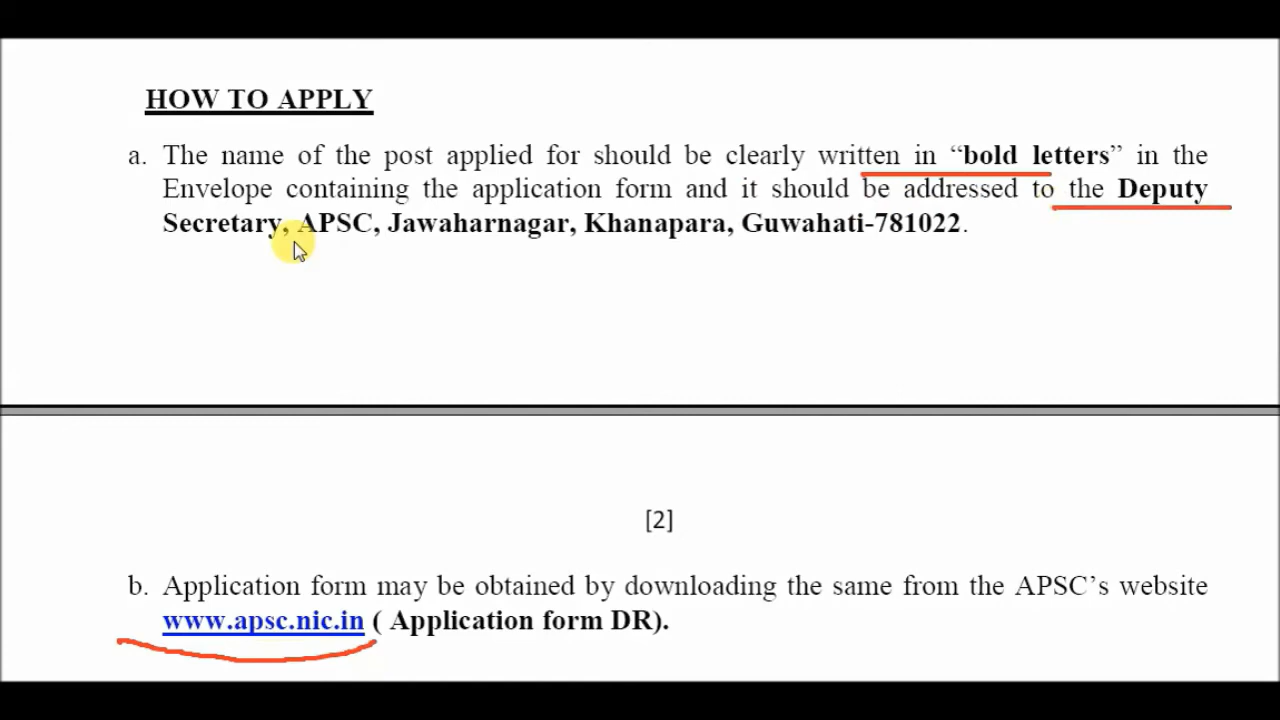 HOW TO APPLY
a. The name of the post applied for should be clearly written in “bold letters” in the
Envelope containing the application form and it should be addressed to the Deputy
Secretary, APSC, Jawaharnagar, Khanapara, Guwahati-781022.
[2]
b. Application form may be obtained by downloading the same from the APSC’s website
www.apsc.nic.in ( Application form DR).